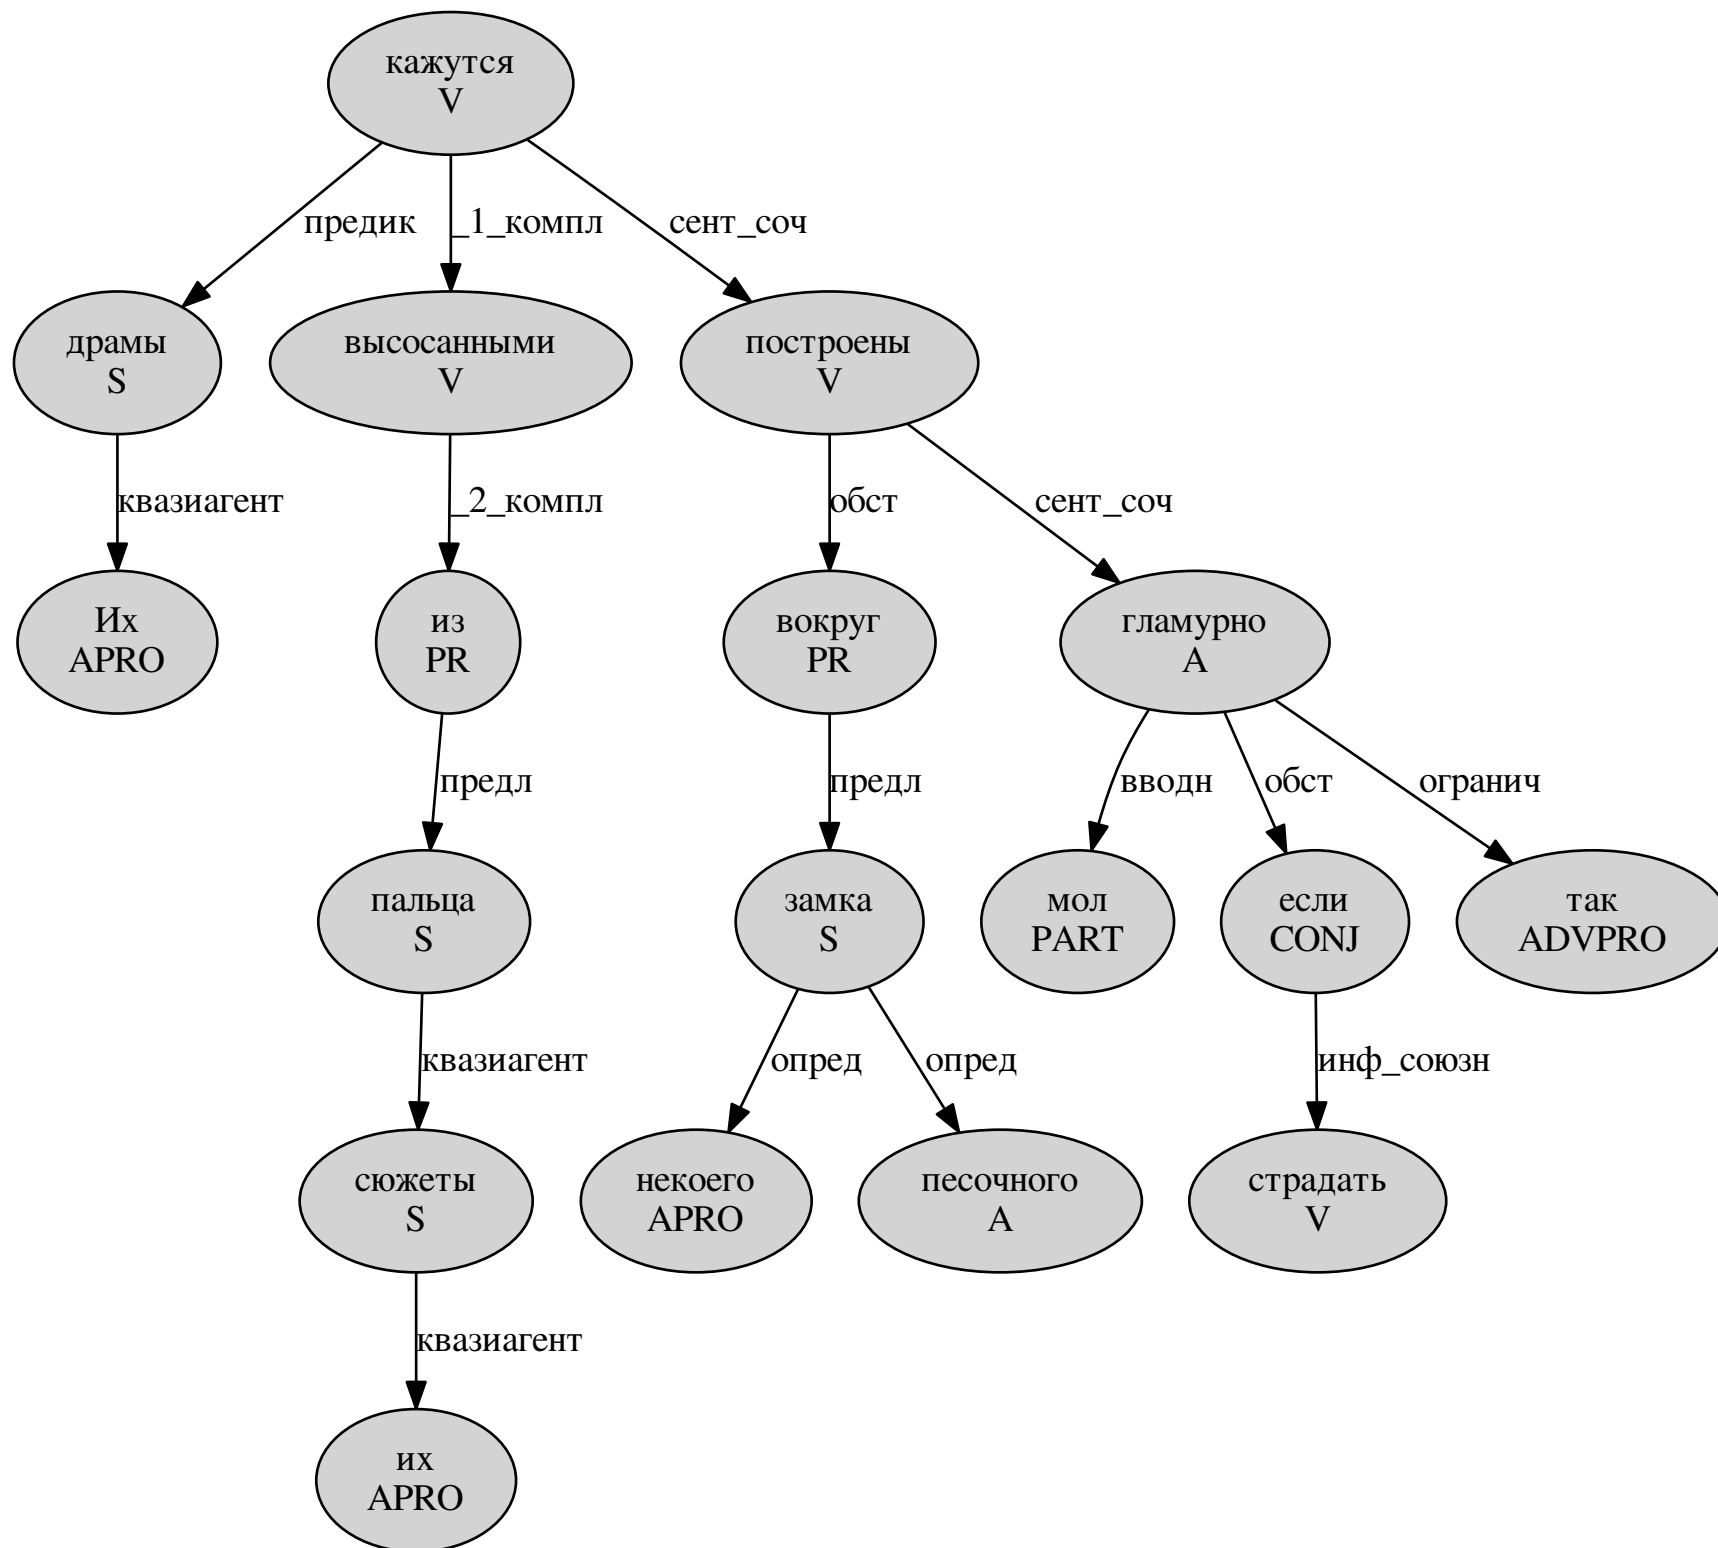 кажутся
V
предик
_1_компл
сент_соч
драмы
S
высосанными
V
построены
V
квазиагент
_2_компл
обст
сент_соч
Их
APRO
из
PR
вокруг
PR
гламурно
A
предл
предл
вводн
обст
огранич
пальца
S
замка
S
мол
PART
если
CONJ
так
ADVPRO
квазиагент
опред
опред
инф_союзн
сюжеты
S
некоего
APRO
песочного
A
страдать
V
квазиагент
их
APRO